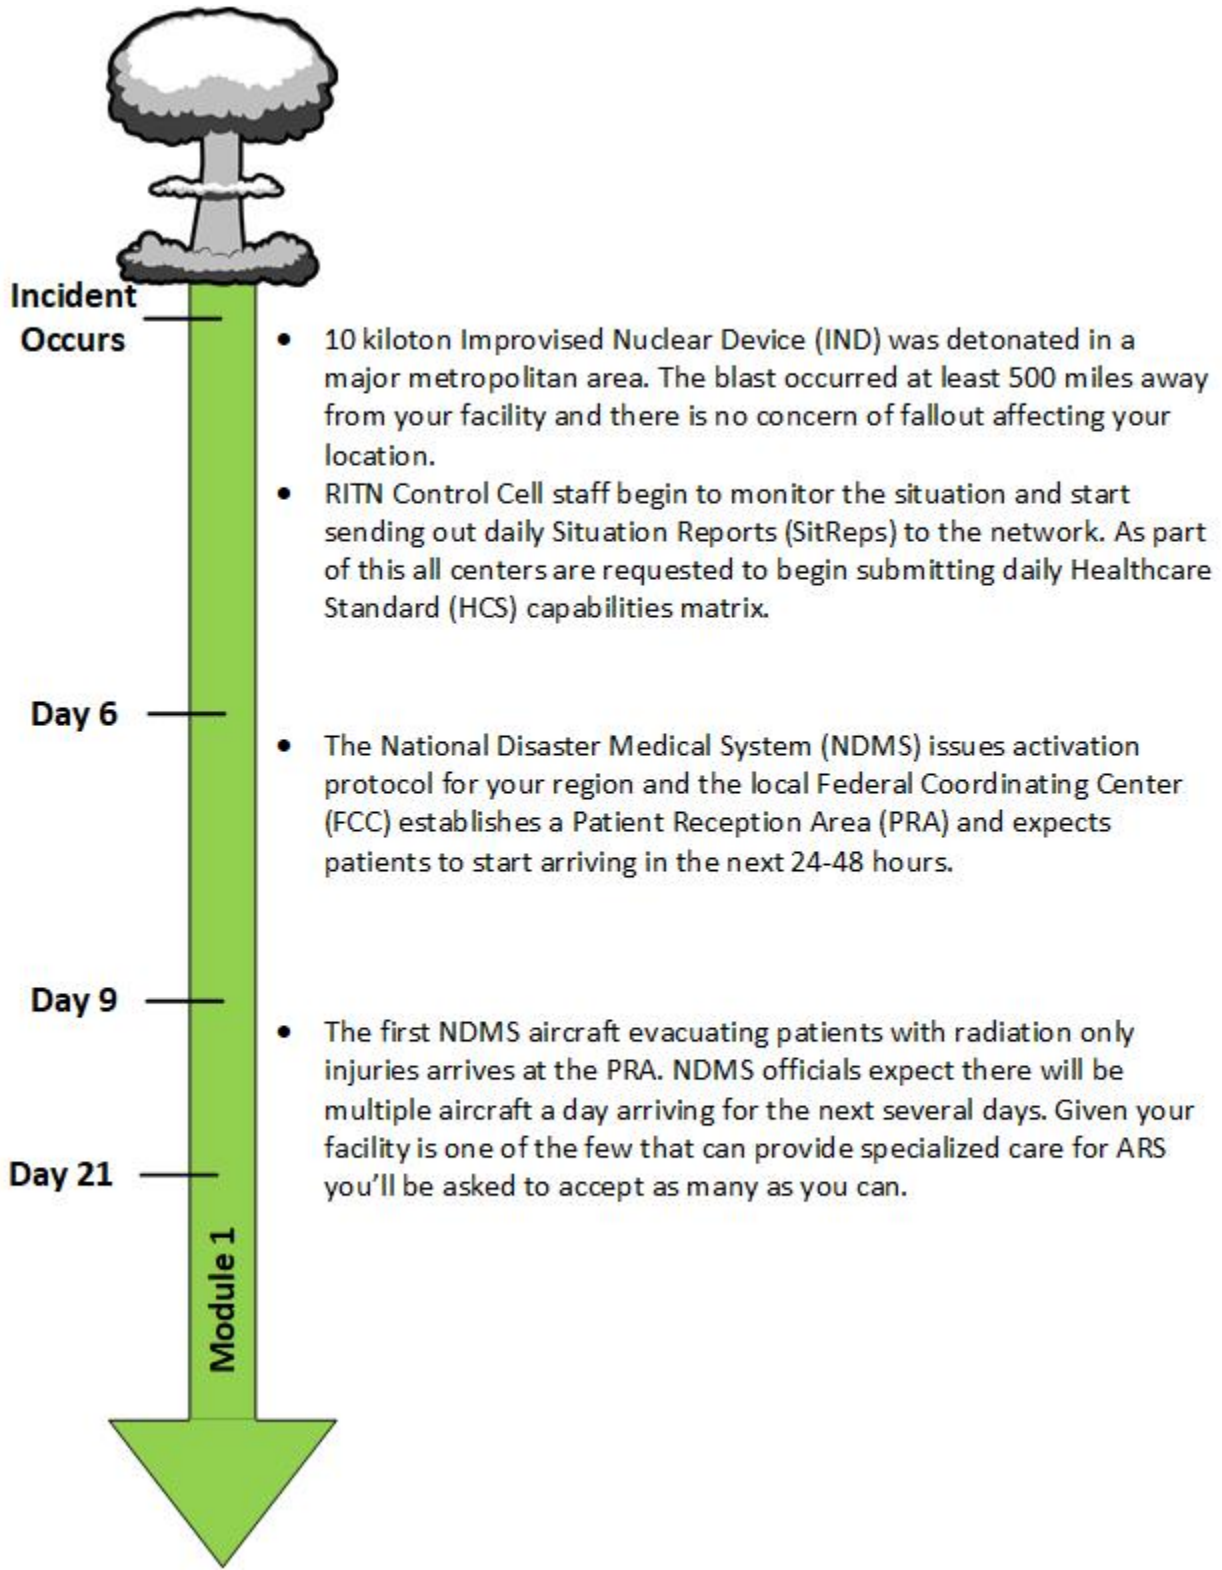 Incident
Occurs
• 10 kiloton Improvised Nuclear Device (IND) was detonated in a
major metropolitan area. The blast occurred at least 500 miles away
from your facility and there is no concern of fallout affecting your
location.
• RITN Control Cell staff begin to monitor the situation and start
sending out daily Situation Reports (SitReps) to the network. As part
of this all centers are requested to begin submitting daily Healthcare
Standard (HCS) capabilities matrix.
Day 6
• The National Disaster Medical System (NDMS) issues activation
protocol for your region and the local Federal Coordinating Center
(FCC) establishes a Patient Reception Area (PRA) and expects
patients to start arriving in the next 24-48 hours.
Day 9
• The first NDMS aircraft evacuating patients with radiation only
injuries arrives at the PRA. NDMS officials expect there will be
multiple aircraft a day arriving for the next several days. Given your
facility is one of the few that can provide specialized care for ARS
you'll be asked to accept as many as you can.
Day 21
Module 1